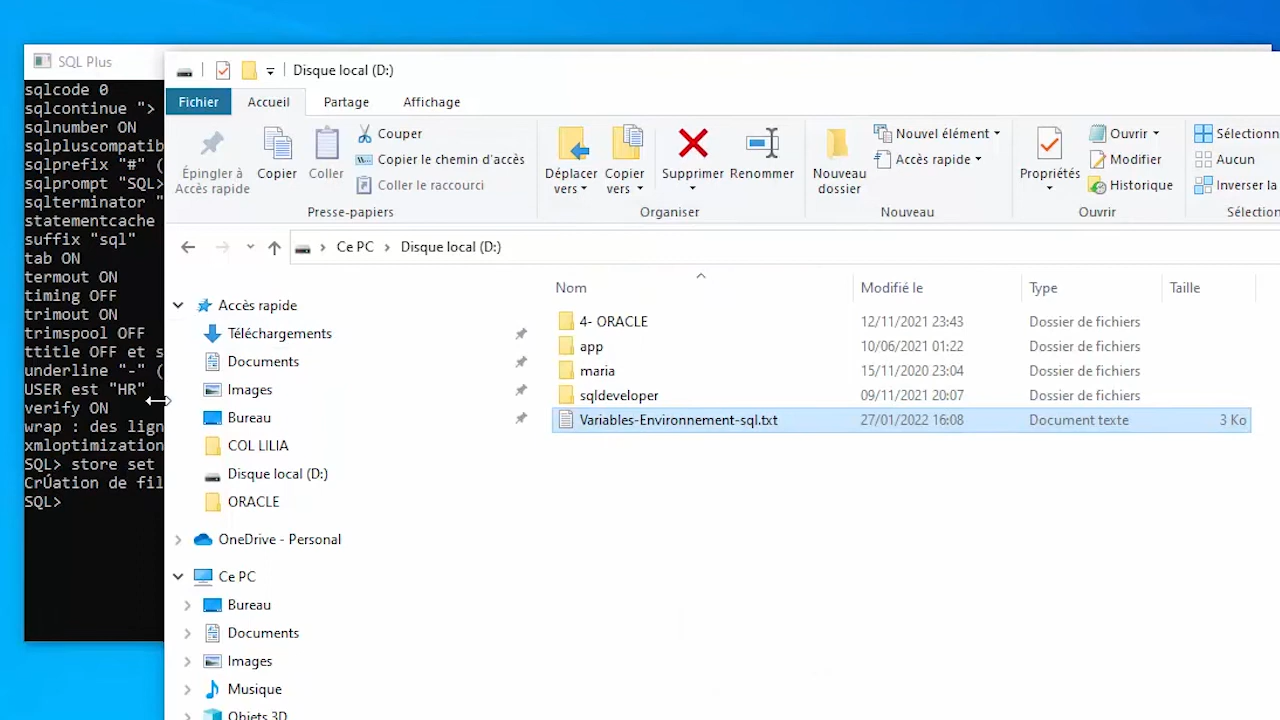 SQL Plus
sqlcode 0
sqlcontinue ">
sqlnumber ON
sqlpluscompatib
sqlprefix "#" (
sqlprompt "SQL>
sqlterminator "
statementcache
suffix "sql"
tab ON
termout ON
timing OFF
trimout ON
trimspool OFF
ttitle OFF et s
underline "-" (
USER est "HR"
verify ON
wrap : des lign
xmloptimization
SQL> store set
CrÚation de fil
SQL>
Disque local (D:)
Fichier Accueil Partage Affichage
Épingler à Accès rapide
Copier
Coller
Couper
Copier le chemin d'accès
Coller le raccourci
Presse-papiers
Déplacer vers
Copier vers
Supprimer
Renommer
Organiser
Nouveau dossier
Nouvel élément
Accès rapide
Nouveau
Propriétés
Ouvrir
Modifier
Historique
Ouvrir
Sélectionn
Aucun
Inverser la
Sélection
Ce PC > Disque local (D:)
Accès rapide
Téléchargements
Documents
Images
Bureau
COL LILIA
Disque local (D:)
ORACLE
OneDrive - Personal
Ce PC
Bureau
Documents
Images
Musique
Objets 3D
Nom Modifié le Type Taille
4- ORACLE 12/11/2021 23:43 Dossier de fichiers
app 10/06/2021 01:22 Dossier de fichiers
maria 15/11/2020 23:04 Dossier de fichiers
sqldeveloper 09/11/2021 20:07 Dossier de fichiers
Variables-Environnement-sql.txt 27/01/2022 16:08 Document texte 3 Ko